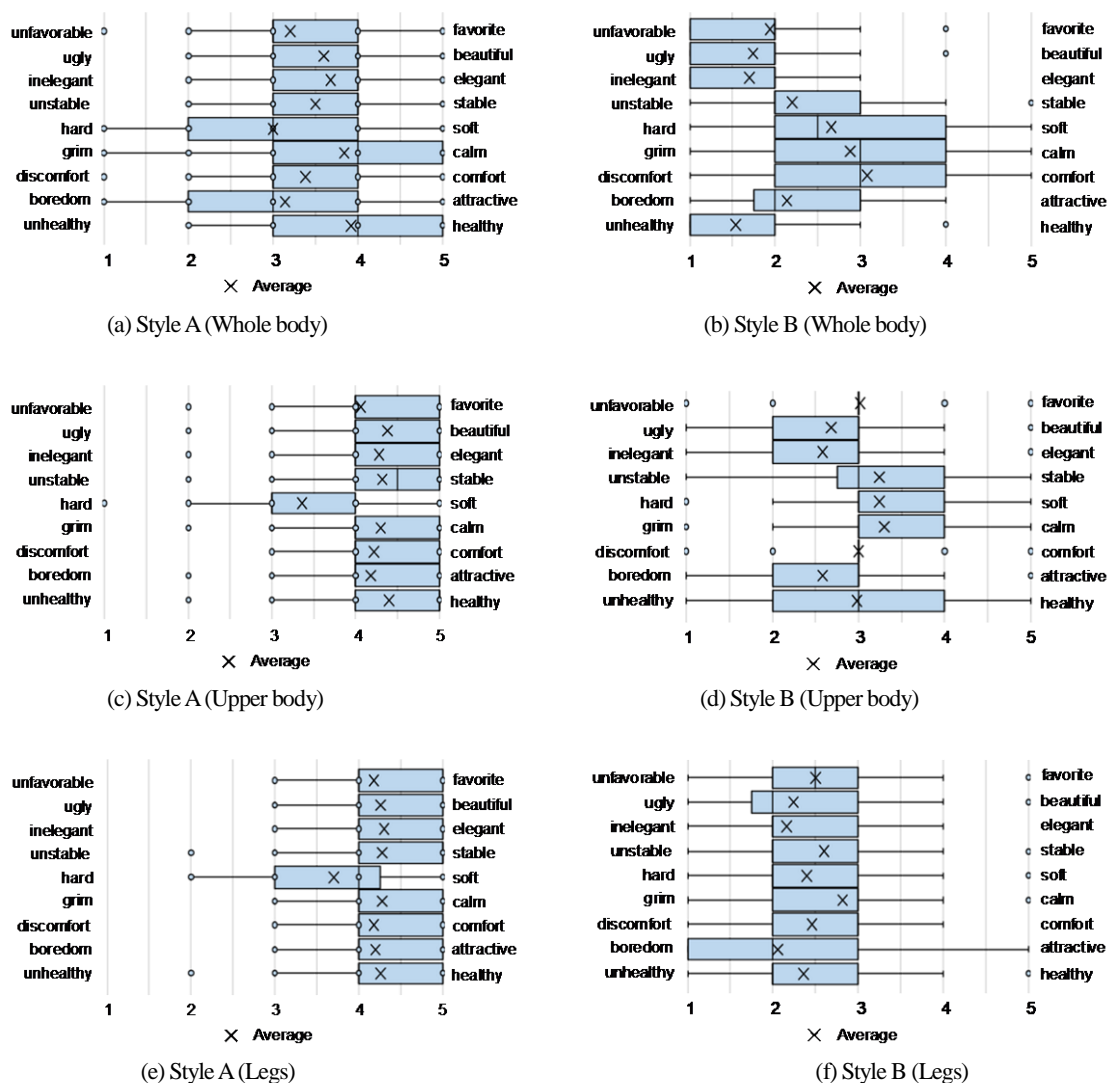 unfavorable favorite
ugly beautiful
inelegant elegant
unstable stable
hard soft
grim calm
discomfort comfort
boredom attractive
unhealthy healthy
1 2 3 4 5
× Average
(a) Style A (Whole body)
unfavorable favorite
ugly beautiful
inelegant elegant
unstable stable
hard soft
grim calm
discomfort comfort
boredom attractive
unhealthy healthy
1 2 3 4 5
× Average
(b) Style B (Whole body)
unfavorable favorite
ugly beautiful
inelegant elegant
unstable stable
hard soft
grim calm
discomfort comfort
boredom attractive
unhealthy healthy
1 2 3 4 5
× Average
(c) Style A (Upper body)
unfavorable favorite
ugly beautiful
inelegant elegant
unstable stable
hard soft
grim calm
discomfort comfort
boredom attractive
unhealthy healthy
1 2 3 4 5
× Average
(d) Style B (Upper body)
unfavorable favorite
ugly beautiful
inelegant elegant
unstable stable
hard soft
grim calm
discomfort comfort
boredom attractive
unhealthy healthy
1 2 3 4 5
× Average
(e) Style A (Legs)
unfavorable favorite
ugly beautiful
inelegant elegant
unstable stable
hard soft
grim calm
discomfort comfort
boredom attractive
unhealthy healthy
1 2 3 4 5
× Average
(f) Style B (Legs)